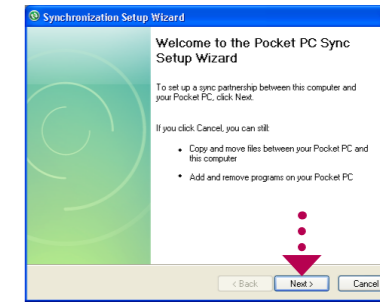 Synchronization Setup Wizard
Welcome to the Pocket PC Sync
Setup Wizard
To set up a sync partnership between this computer and
your Pocket PC, click Next.
If you click Cancel, you can still:
• Copy and move files between your Pocket PC and
this computer
• Add and remove programs on your Pocket PC
< Back Next > Cancel